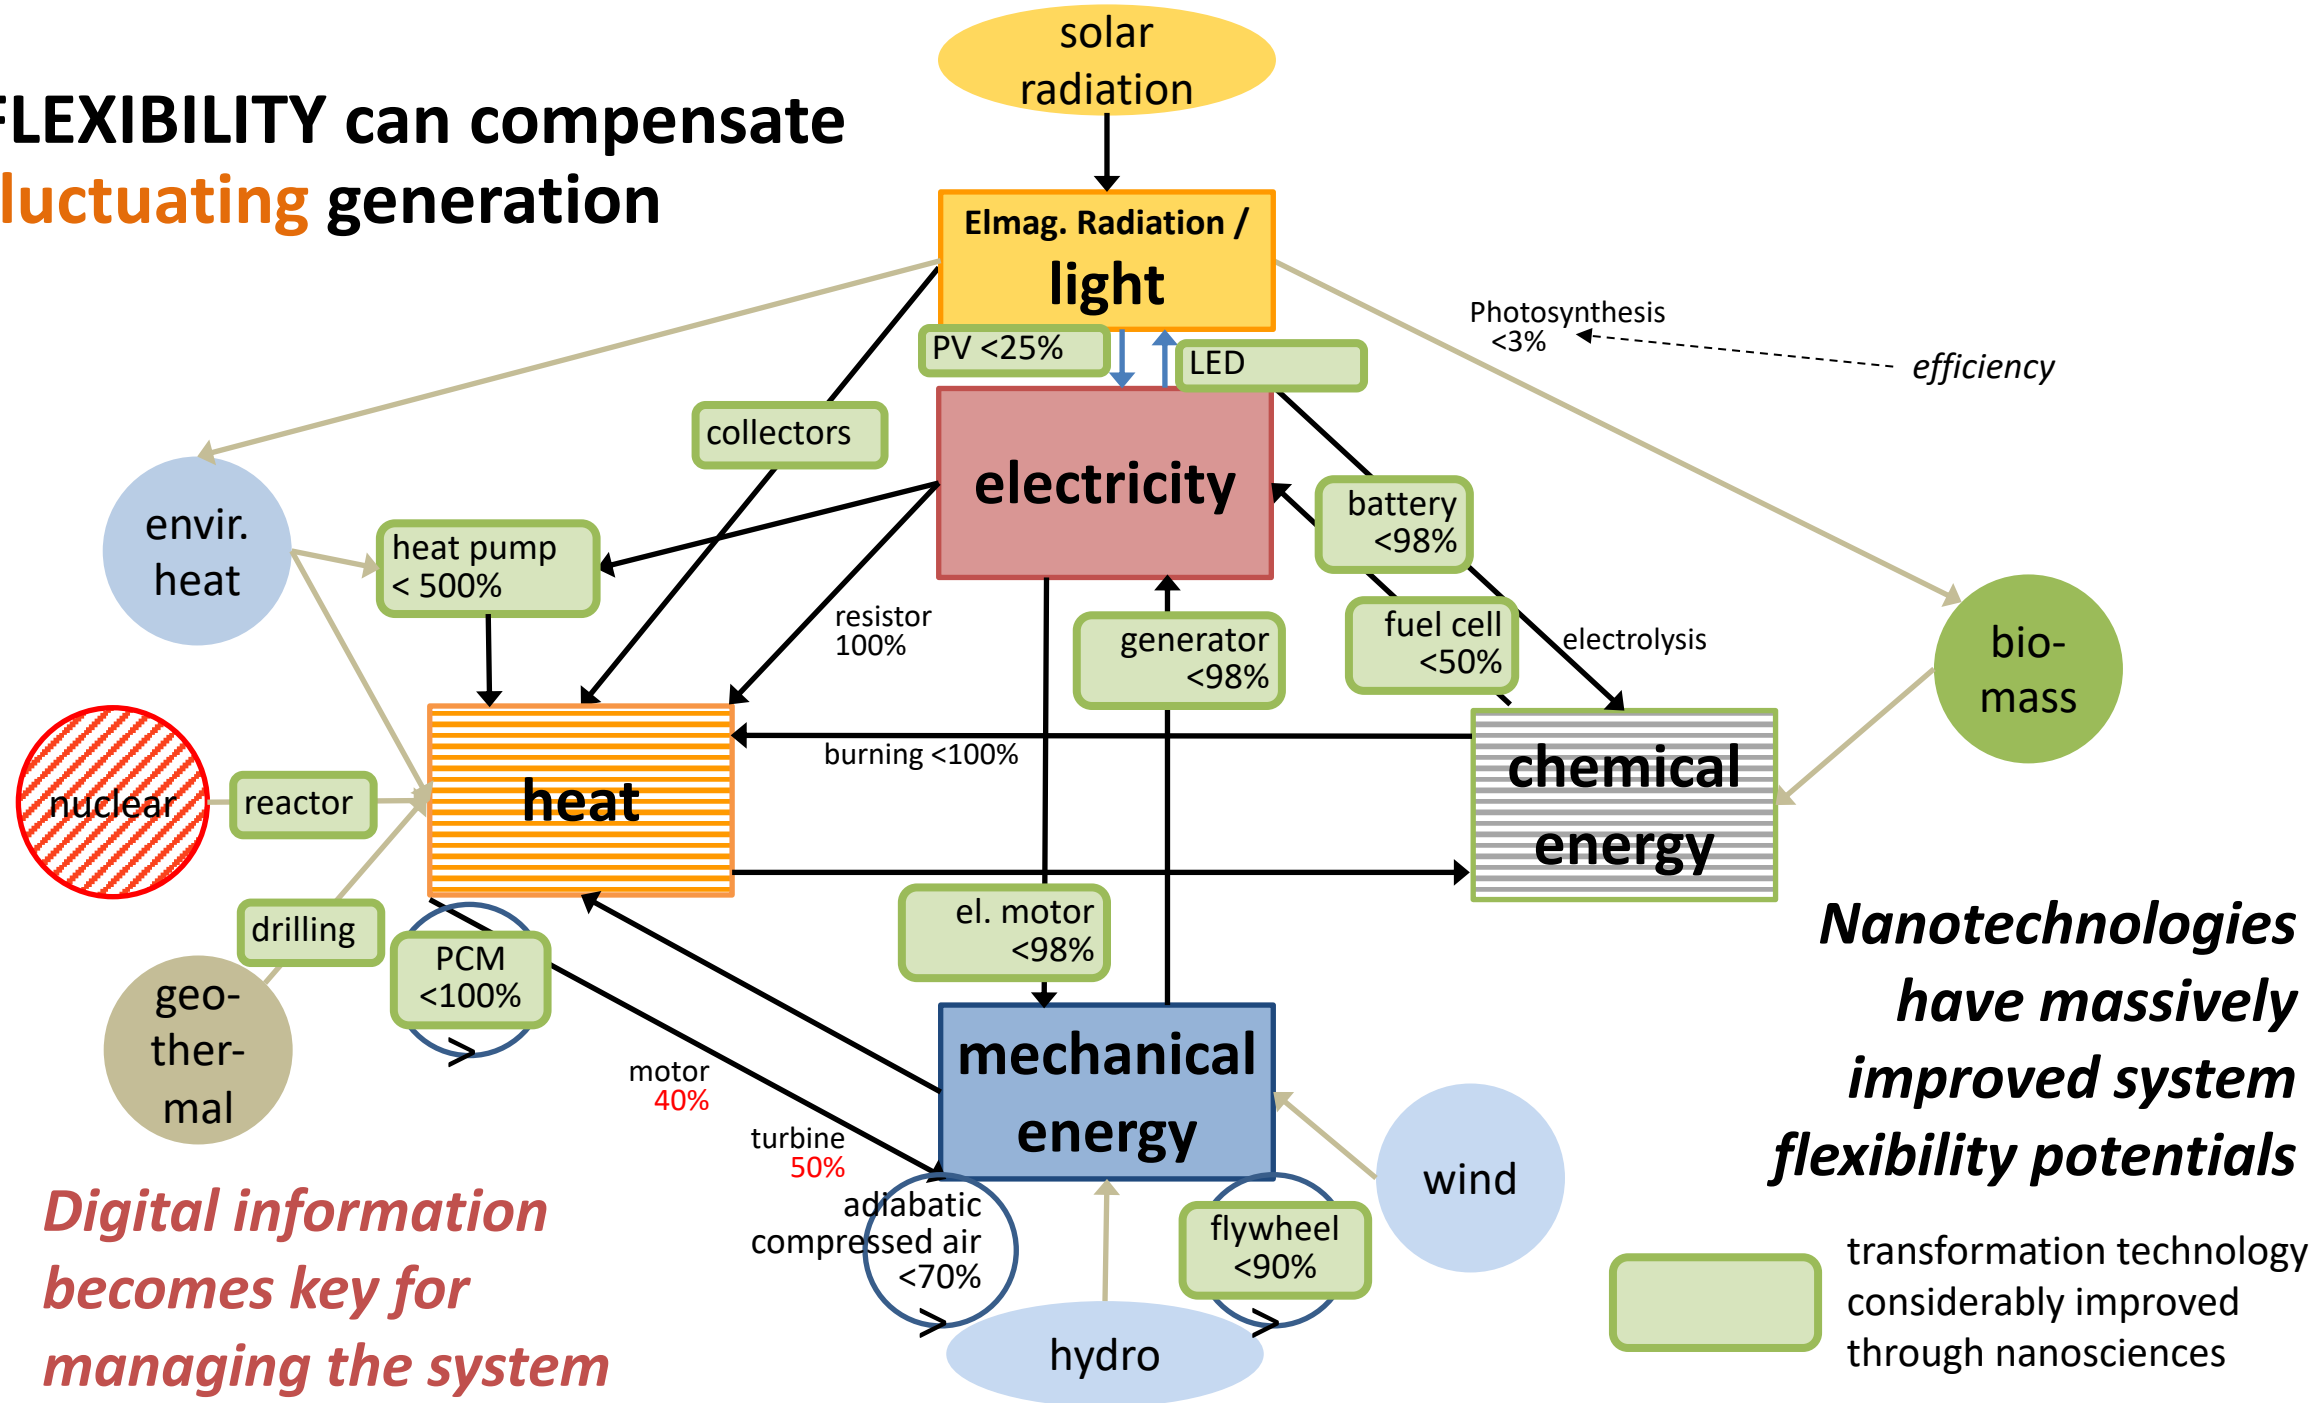 solar
radiation
FLEXIBILITY can compensate
luctuating generation
Elmag. Radiation /
light
PV <25%
LED
Photosynthesis
<3%
efficiency
collectors
electricity
battery
<98%
envir.
heat
heat pump
< 500%
resistor
100%
generator
<98%
fuel cell
<50%
electrolysis
bio-
mass
burning <100%
nuclear
reactor
heat
chemical
energy
drilling
PCM
<100%
el. motor
<98%
geo-
ther-
mal
>
motor
40%
turbine
50%
mechanical
energy
wind
adiabatic
compressed air
<70%
>
flywheel
<90%
>
hydro
Nanotechnologies
have massively
improved system
flexibility potentials
Digital information
becomes key for
managing the system
transformation technology
considerably improved
through nanosciences